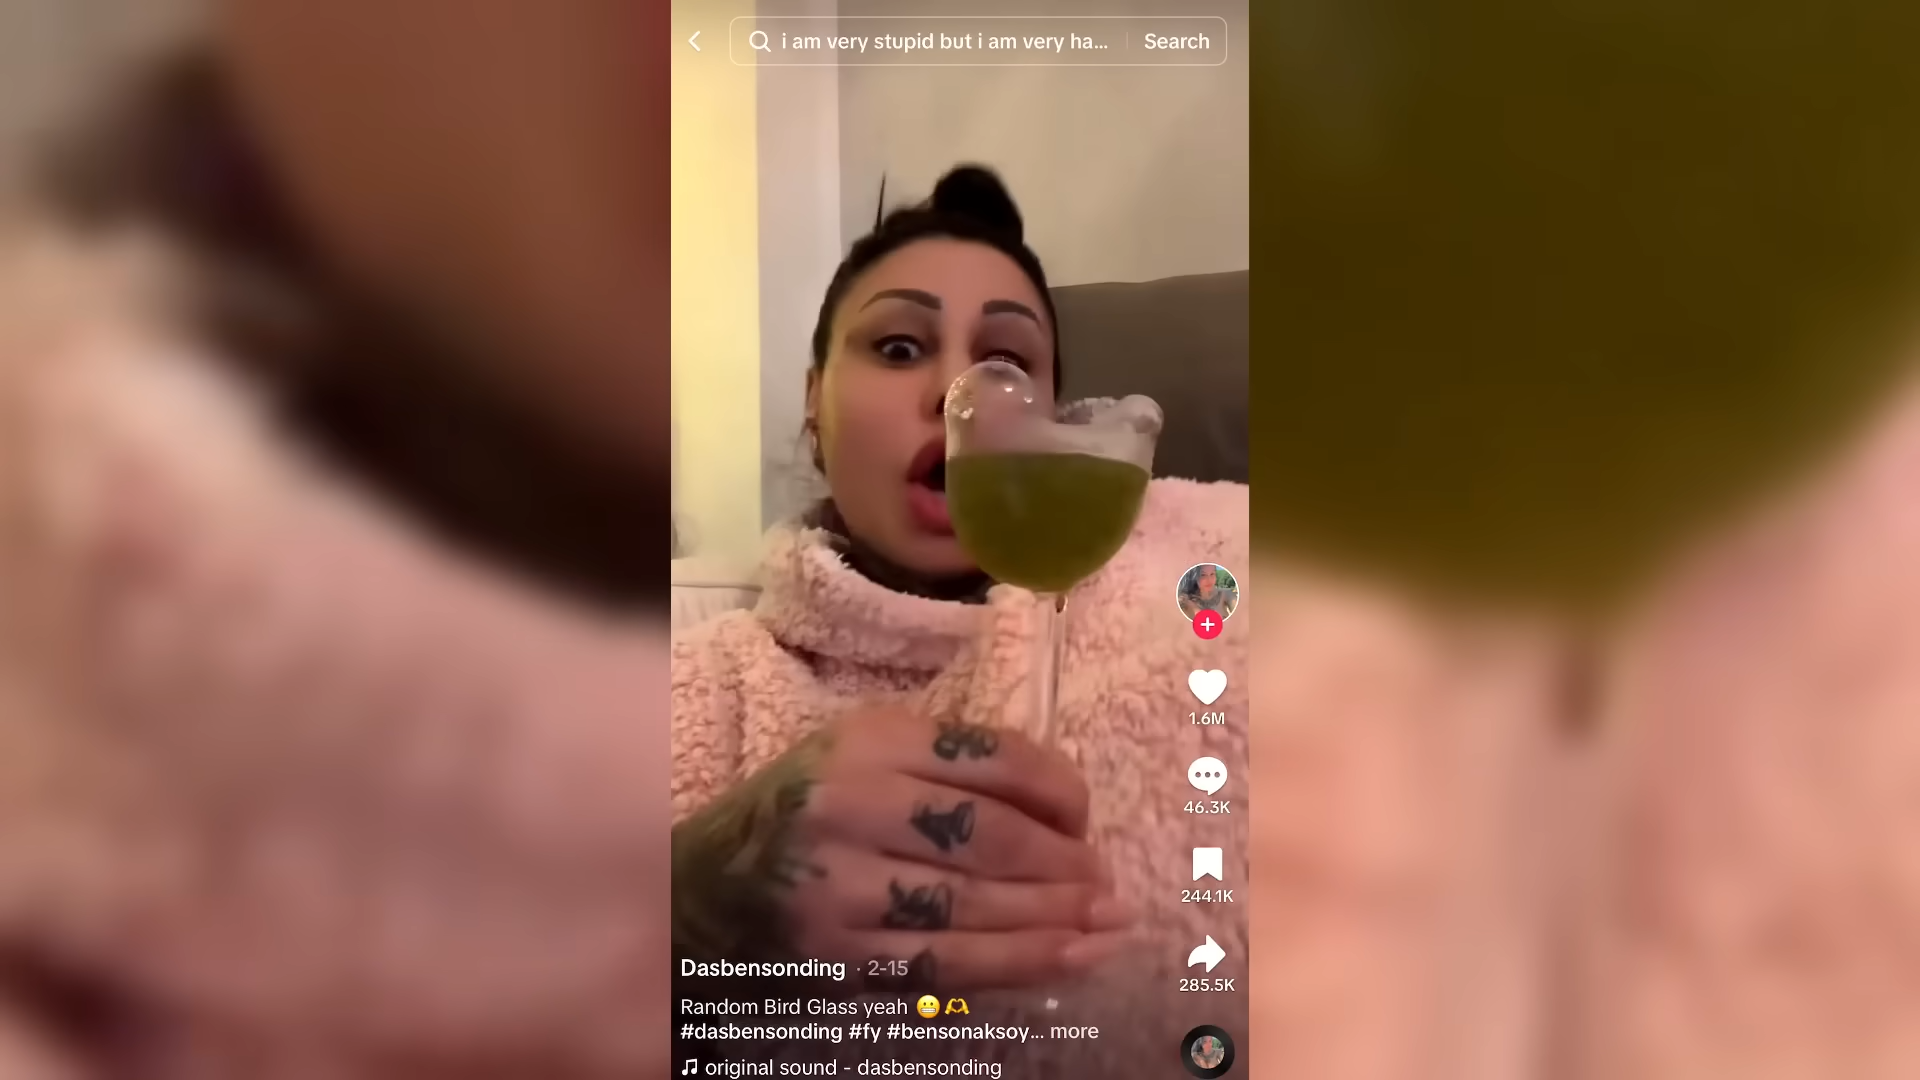 i am very stupid but i am very ha... Search
1.6M
46.3K
244.1K
285.5K
Dasbensonding · 2-15
Random Bird Glass yeah 😬🫶
#dasbensonding #fy #bensonaksoy... more
original sound - dasbensonding